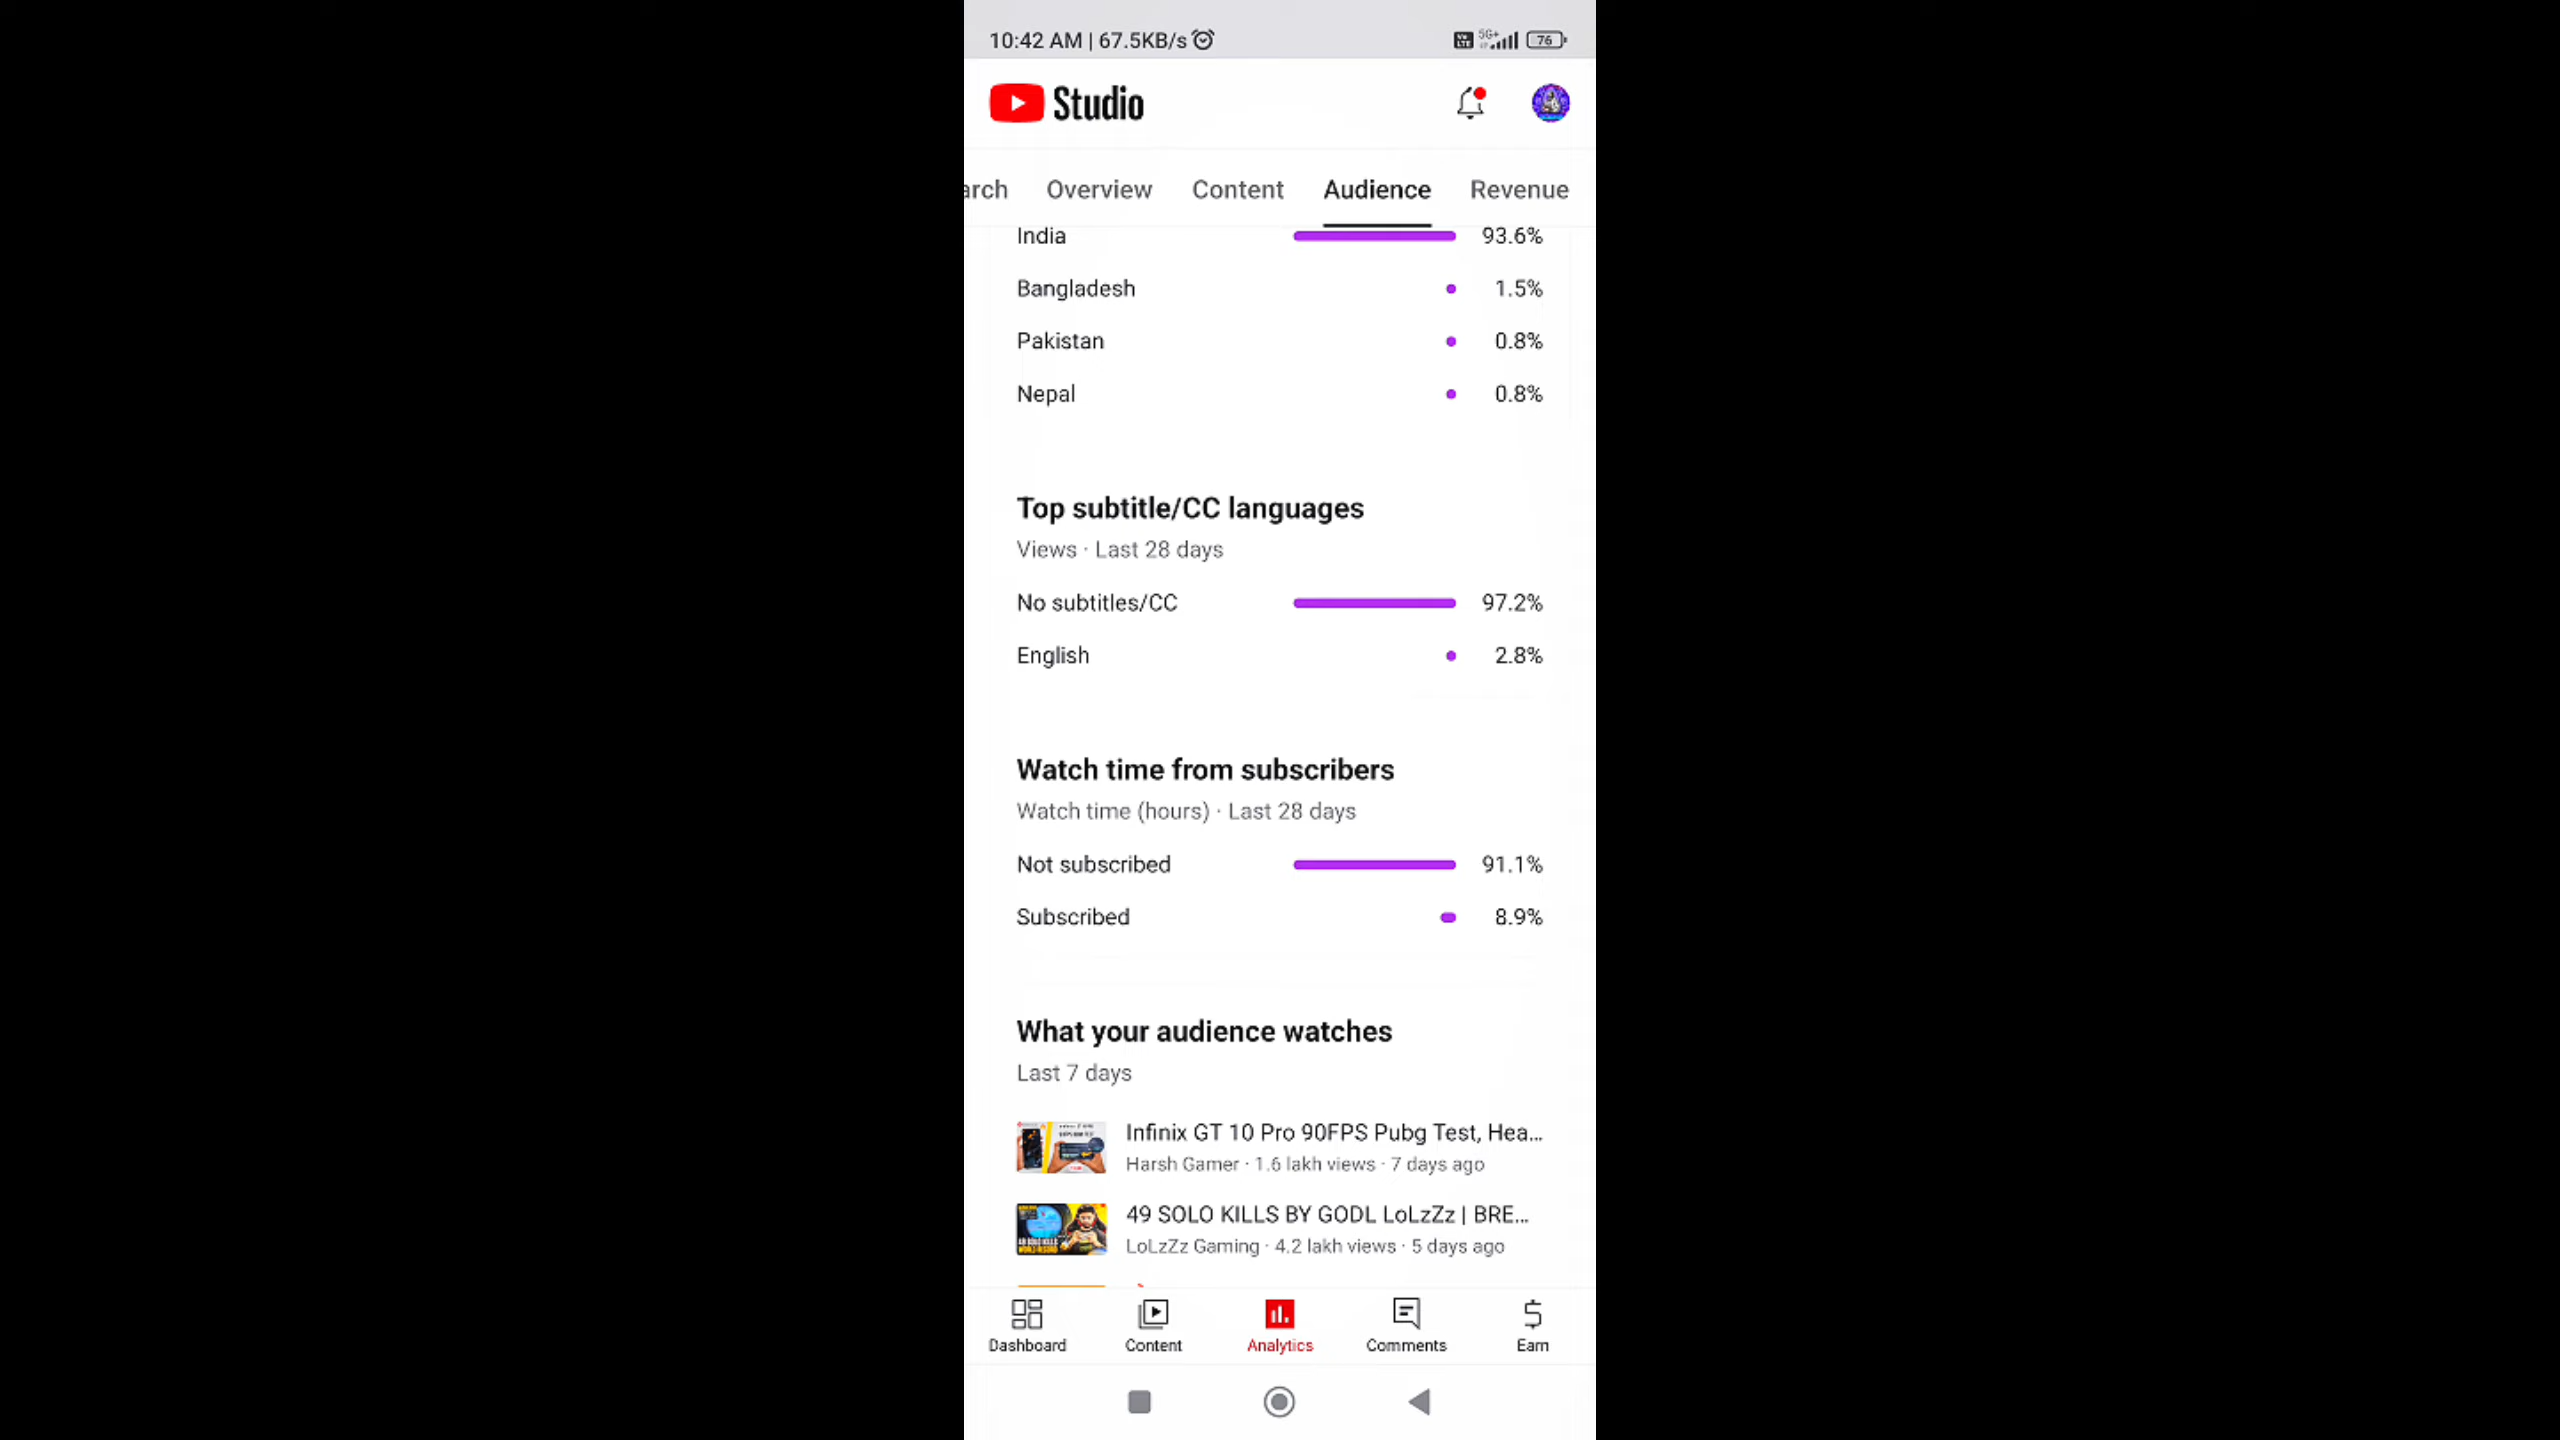 10:42 AM | 67.5KB/s
5G+
76
Studio
arch Overview Content Audience Revenue
India 93.6%
Bangladesh 1.5%
Pakistan 0.8%
Nepal 0.8%
Top subtitle/CC languages
Views · Last 28 days
No subtitles/CC 97.2%
English 2.8%
Watch time from subscribers
Watch time (hours) · Last 28 days
Not subscribed 91.1%
Subscribed 8.9%
What your audience watches
Last 7 days
Infinix GT 10 Pro 90FPS Pubg Test, Hea...
Harsh Gamer · 1.6 lakh views · 7 days ago
49 SOLO KILLS BY GODL LoLzZz | BRE...
LoLzZz Gaming · 4.2 lakh views · 5 days ago
Dashboard Content Analytics Comments Earn